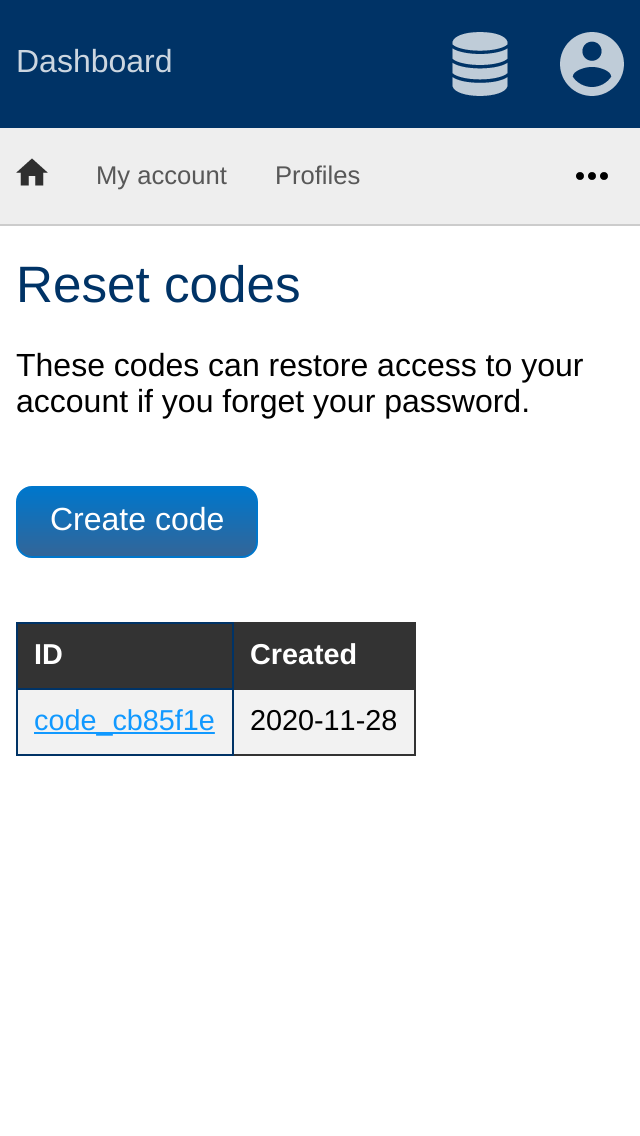 Dashboard
My account Profiles
Reset codes
These codes can restore access to your
account if you forget your password.
Create code
ID Created
code_cb85f1e 2020-11-28